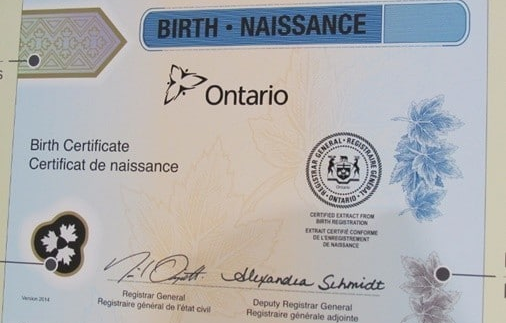 BIRTH • NAISSANCE
Ontario
Birth Certificate
Certificat de naissance
REGISTRAR GENERAL • REGISTRAIRE GÉNÉRAL
Ontario
• ONTARIO •
CERTIFIED EXTRACT FROM
BIRTH REGISTRATION
EXTRAIT CERTIFIÉ CONFORME
DE L'ENREGISTREMENT
DE NAISSANCE
Alexandra Schmidt
Version 2014
Registrar General
Registraire général de l'état civil
Deputy Registrar General
Registraire générale adjointe